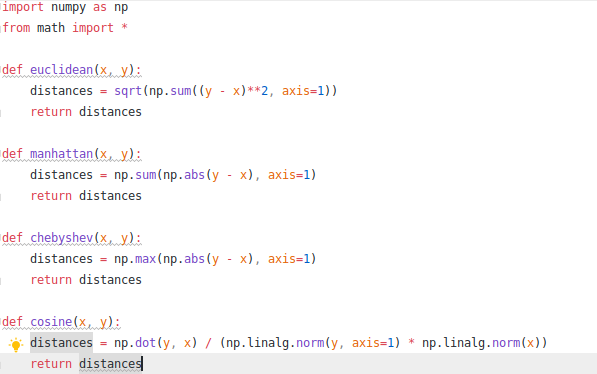 import numpy as np
from math import *
def euclidean(x, y):
    distances = sqrt(np.sum((y - x)**2, axis=1))
    return distances
def manhattan(x, y):
    distances = np.sum(np.abs(y - x), axis=1)
    return distances
def chebyshev(x, y):
    distances = np.max(np.abs(y - x), axis=1)
    return distances
def cosine(x, y):
    distances = np.dot(y, x) / (np.linalg.norm(y, axis=1) * np.linalg.norm(x))
    return distances